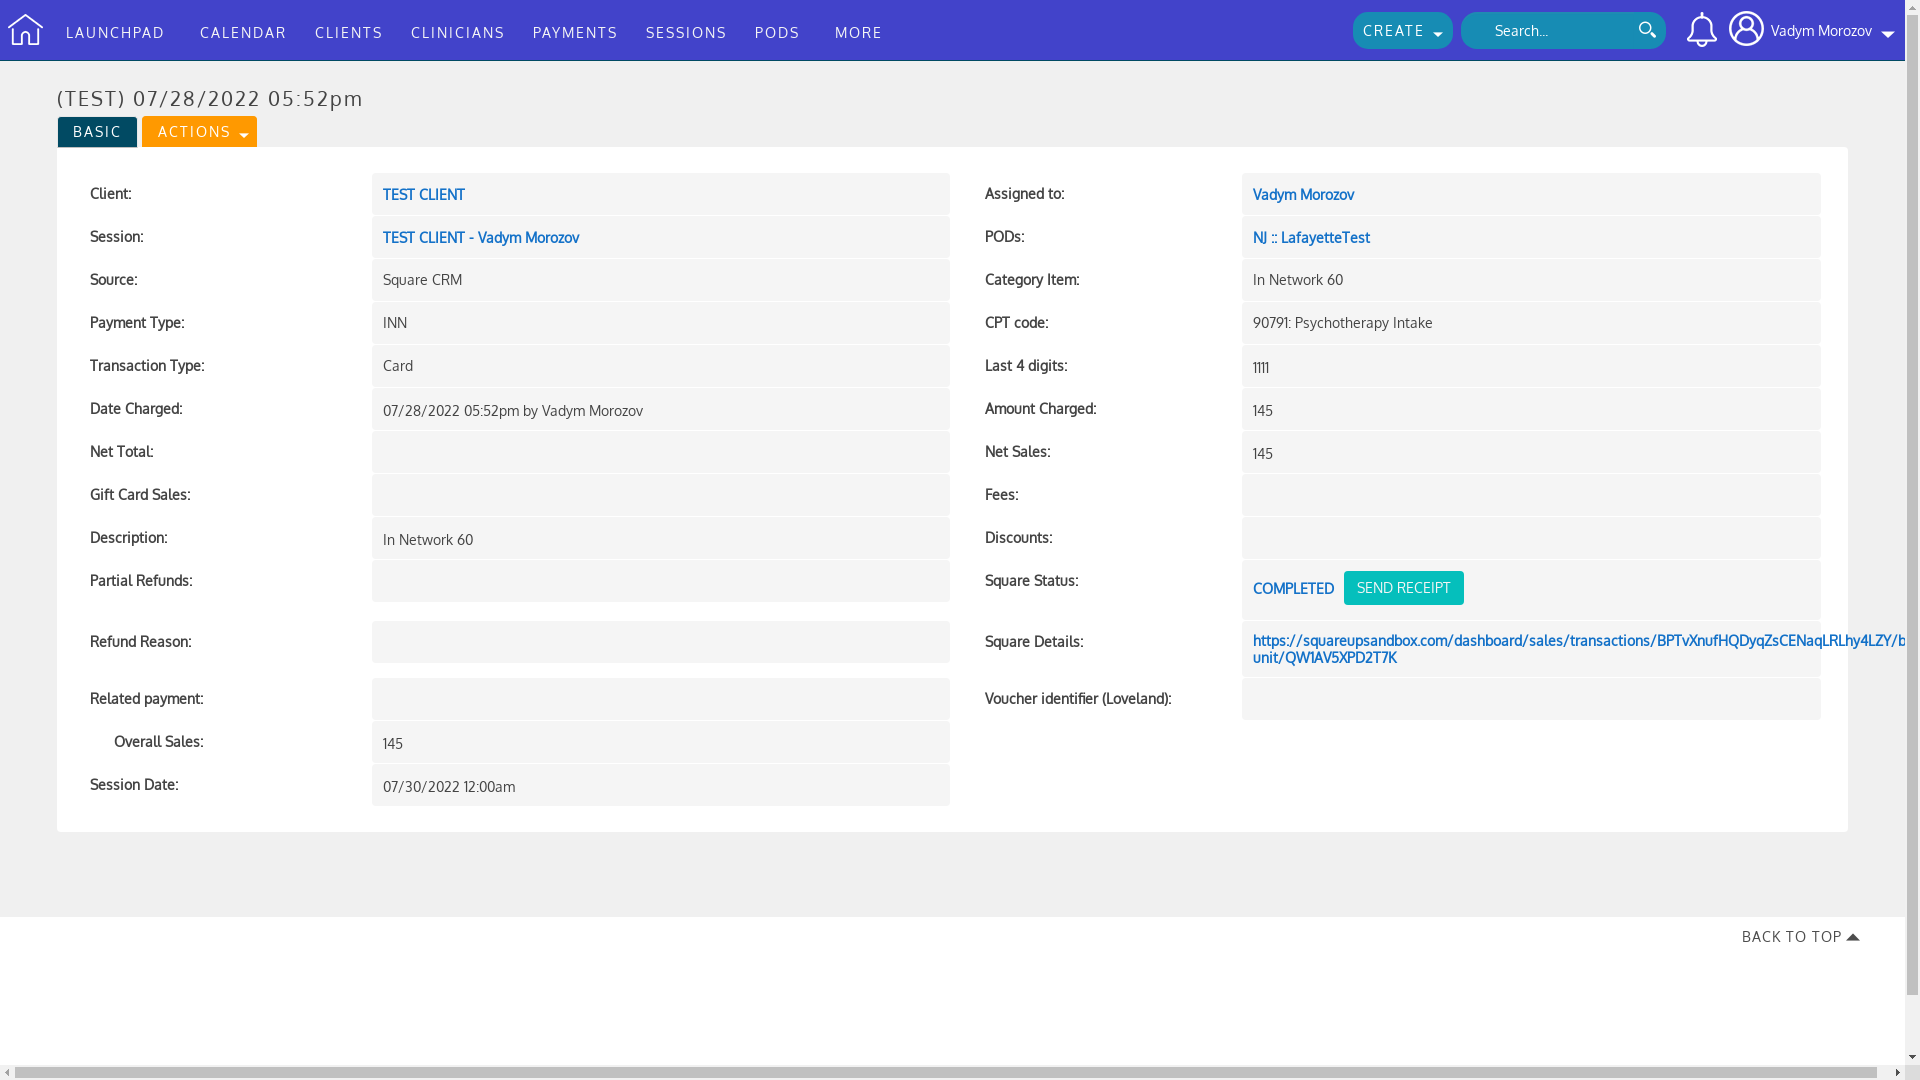 LAUNCHPAD CALENDAR CLIENTS CLINICIANS PAYMENTS SESSIONS PODS MORE CREATE Search... Vadym Morozov
(TEST) 07/28/2022 05:52pm
BASIC ACTIONS
Client: TEST CLIENT Assigned to: Vadym Morozov
Session: TEST CLIENT - Vadym Morozov PODs: NJ :: LafayetteTest
Source: Square CRM Category Item: In Network 60
Payment Type: INN CPT code: 90791: Psychotherapy Intake
Transaction Type: Card Last 4 digits: 1111
Date Charged: 07/28/2022 05:52pm by Vadym Morozov Amount Charged: 145
Net Total: Net Sales: 145
Gift Card Sales: Fees:
Description: In Network 60 Discounts:
Partial Refunds: Square Status: COMPLETED SEND RECEIPT
Refund Reason: Square Details: https://squareupsandbox.com/dashboard/sales/transactions/BPTvXnufHQDyqZsCENaqLRLhy4LZY/b
unit/QW1AV5XPD2T7K
Related payment: Voucher identifier (Loveland):
Overall Sales: 145
Session Date: 07/30/2022 12:00am
BACK TO TOP